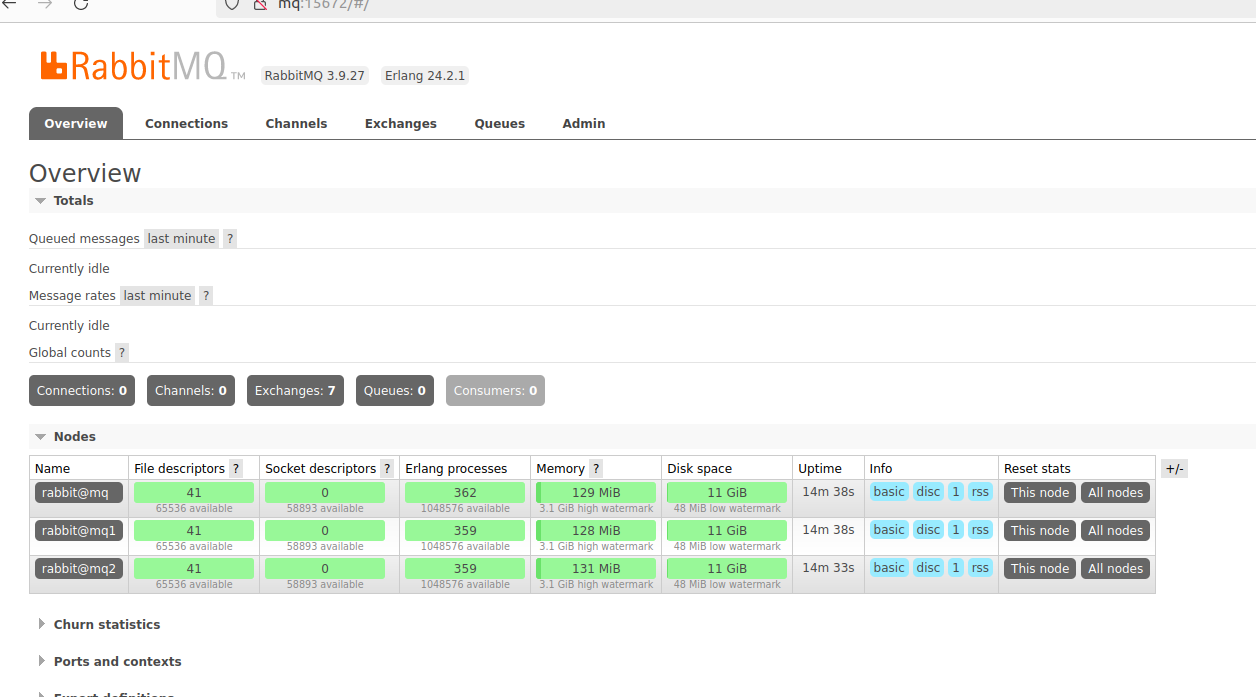 mq:15672/#/
RabbitMQ TM RabbitMQ 3.9.27 Erlang 24.2.1
Overview Connections Channels Exchanges Queues Admin
Overview
Totals
Queued messages last minute ?
Currently idle
Message rates last minute ?
Currently idle
Global counts ?
Connections: 0 Channels: 0 Exchanges: 7 Queues: 0 Consumers: 0
Nodes
Name File descriptors ? Socket descriptors ? Erlang processes Memory ? Disk space Uptime Info Reset stats +/-
rabbit@mq 41 0 362 129 MiB 11 GiB 14m 38s basic disc 1 rss This node All nodes
65536 available 58893 available 1048576 available 3.1 GiB high watermark 48 MiB low watermark
rabbit@mq1 41 0 359 128 MiB 11 GiB 14m 38s basic disc 1 rss This node All nodes
65536 available 58893 available 1048576 available 3.1 GiB high watermark 48 MiB low watermark
rabbit@mq2 41 0 359 131 MiB 11 GiB 14m 33s basic disc 1 rss This node All nodes
65536 available 58893 available 1048576 available 3.1 GiB high watermark 48 MiB low watermark
Churn statistics
Ports and contexts
Export definitions